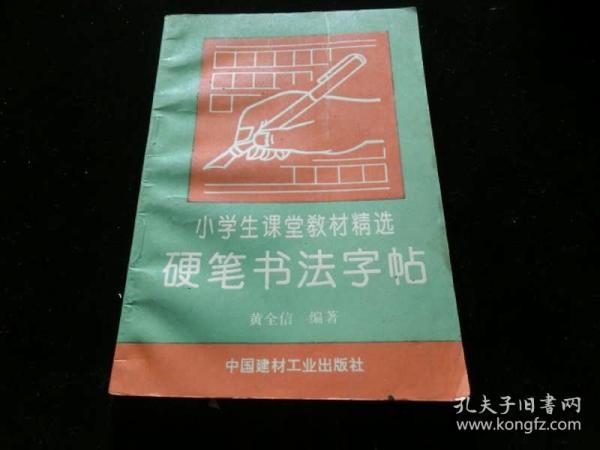 小学生课堂教材精选
硬笔书法字帖
黄全信 编著
中国建材工业出版社
孔夫子旧书网
www.kongfz.com